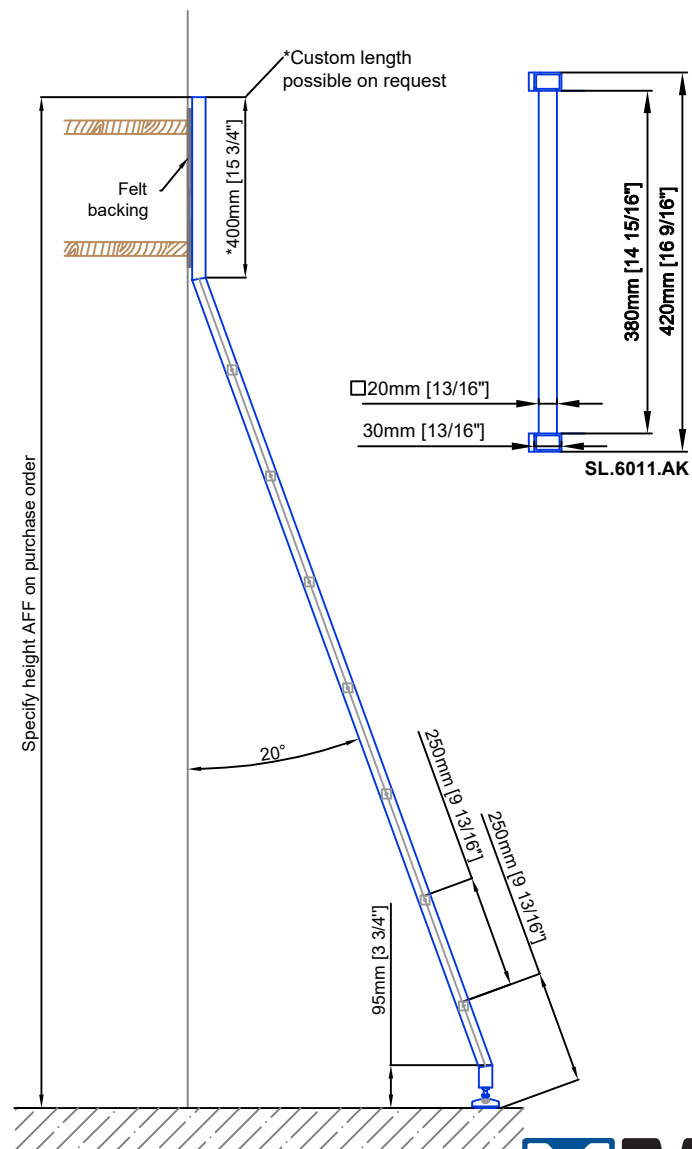 *Custom length
possible on request
Felt
backing
*400mm [15 3/4"]
380mm [14 15/16"]
420mm [16 9/16"]
□20mm [13/16"]
30mm [13/16"]
SL.6011.AK
Specify height AFF on purchase order
20°
250mm [9 13/16"]
250mm [9 13/16"]
95mm [3 3/4"]